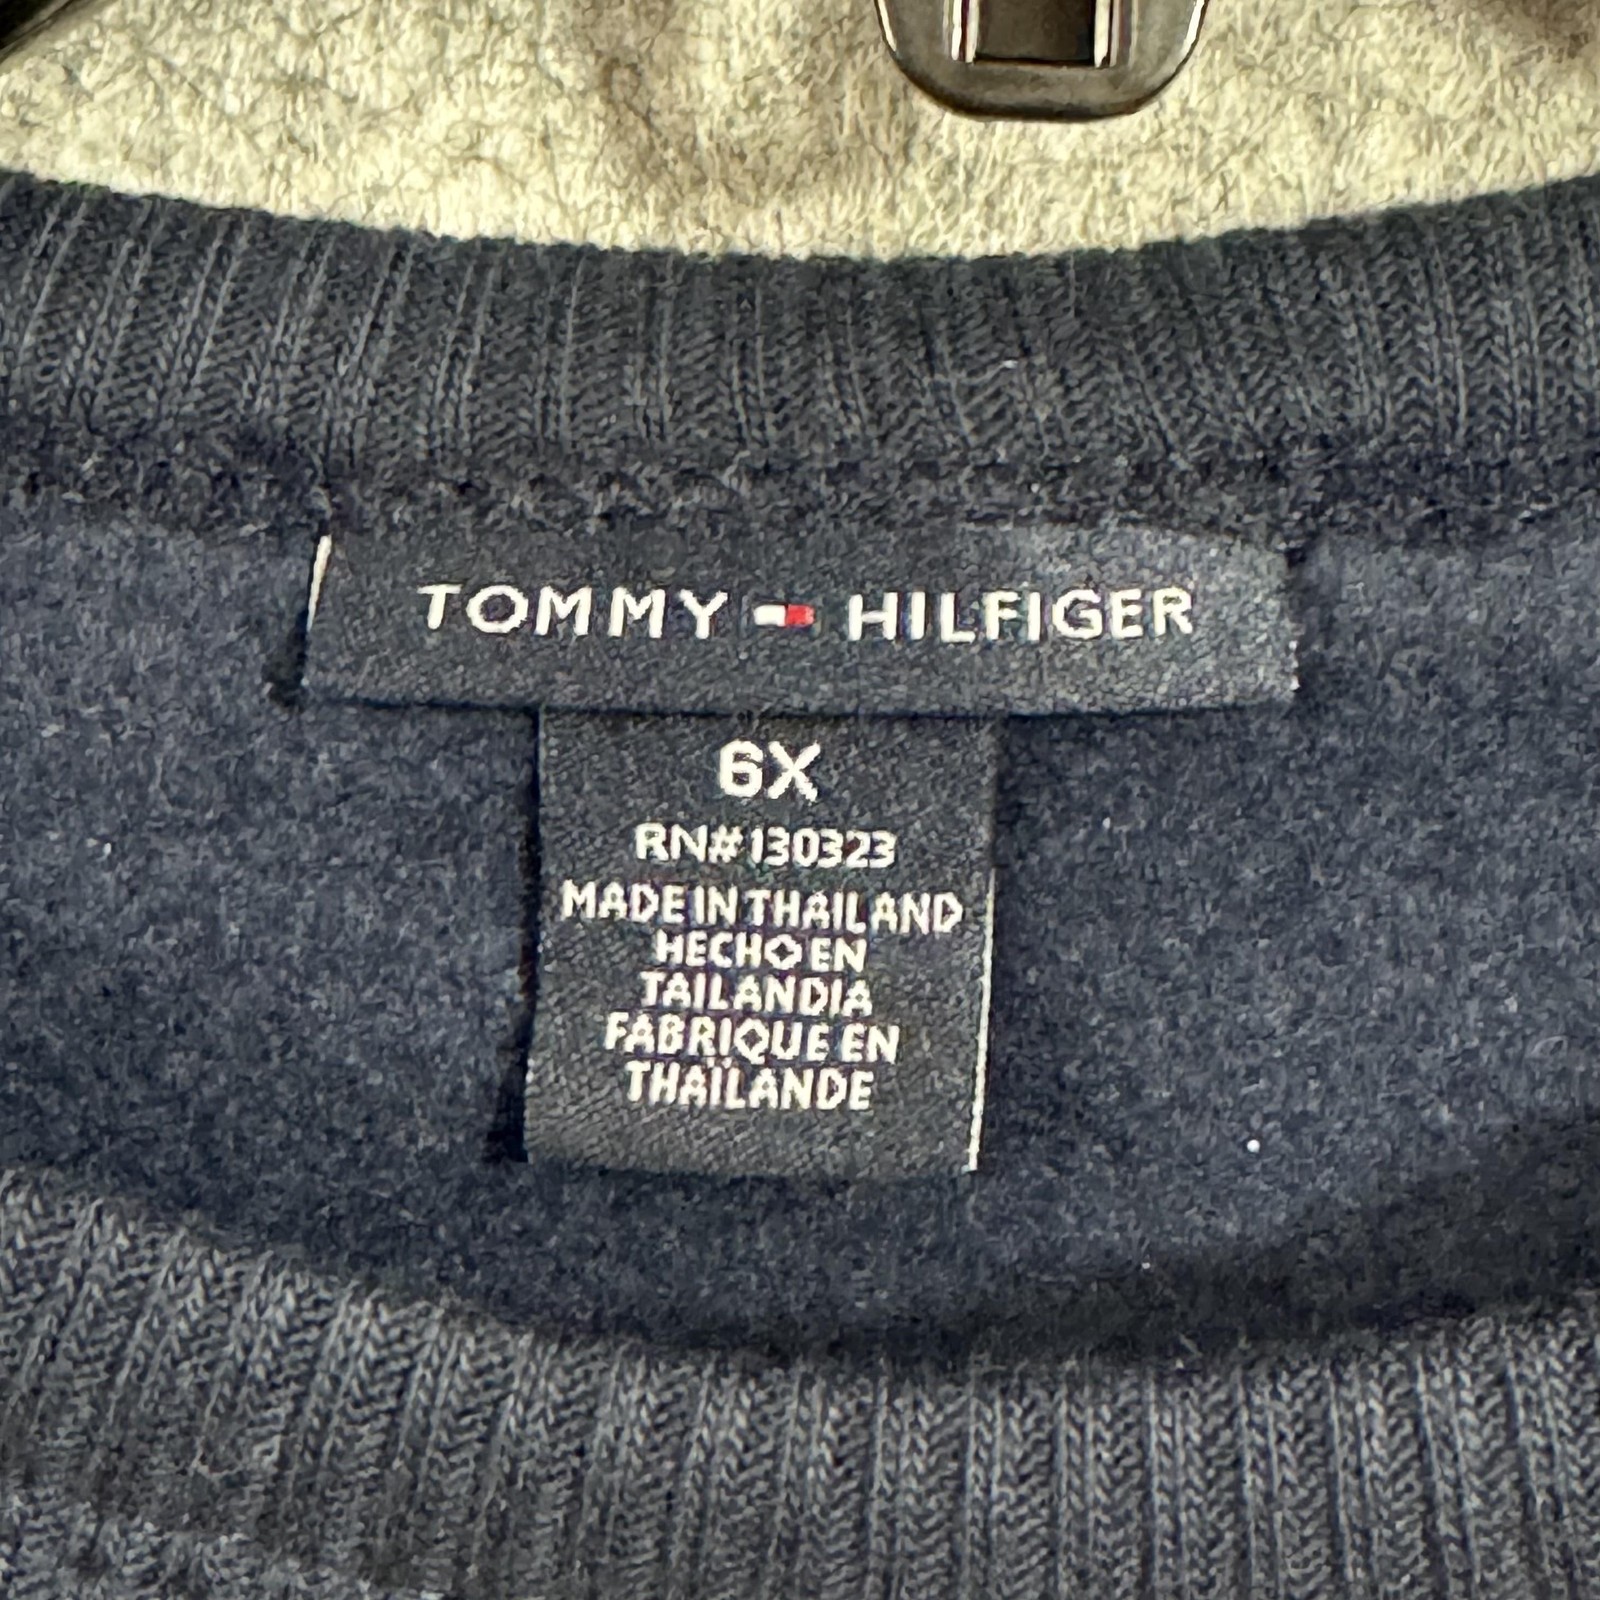 TOMMY HILFIGER
6X
RN# 130323
MADE IN THAILAND
HECHO EN
TAILANDIA
FABRIQUE EN
THAÏLANDE